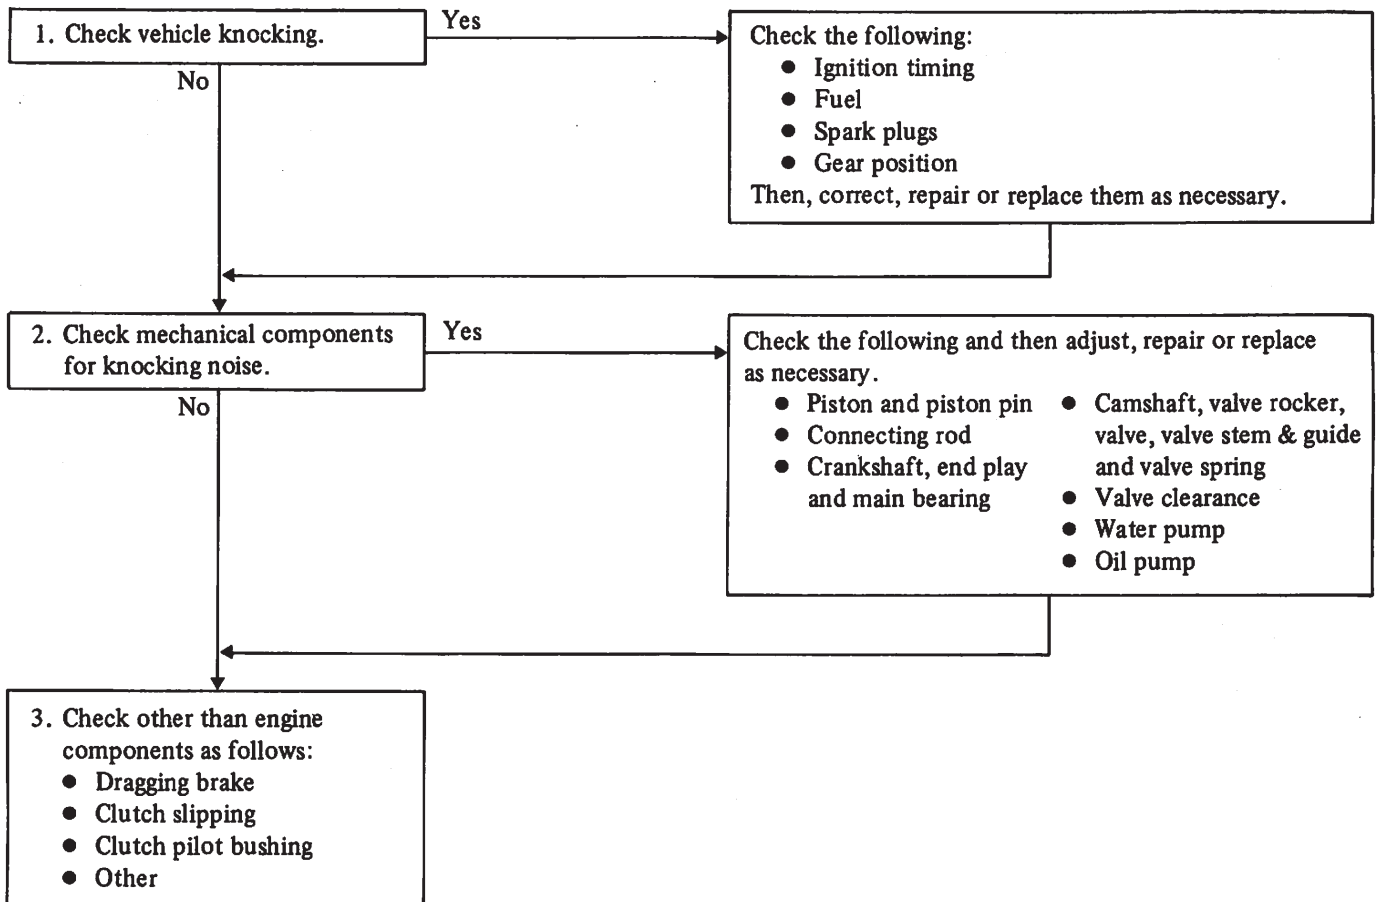 1. Check vehicle knocking.
Yes
No
Check the following:
● Ignition timing
● Fuel
● Spark plugs
● Gear position
Then, correct, repair or replace them as necessary.
2. Check mechanical components
for knocking noise.
Yes
No
Check the following and then adjust, repair or replace
as necessary.
● Piston and piston pin
● Connecting rod
● Crankshaft, end play
and main bearing
● Camshaft, valve rocker,
valve, valve stem & guide
and valve spring
● Valve clearance
● Water pump
● Oil pump
3. Check other than engine
components as follows:
● Dragging brake
● Clutch slipping
● Clutch pilot bushing
● Other